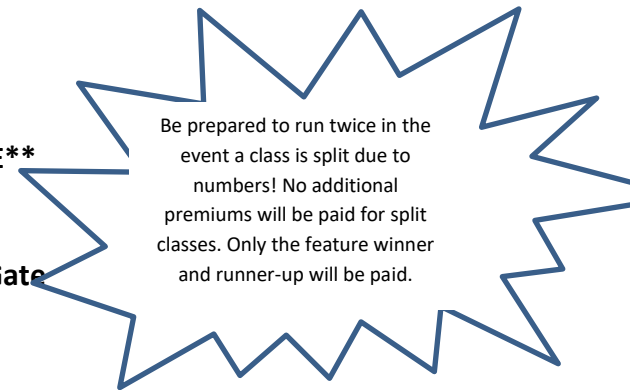 Be prepared to run twice in the
E**
event a class is split due to
numbers! No additional
premiums will be paid for split
classes. Only the feature winner
Gate
and runner-up will be paid.